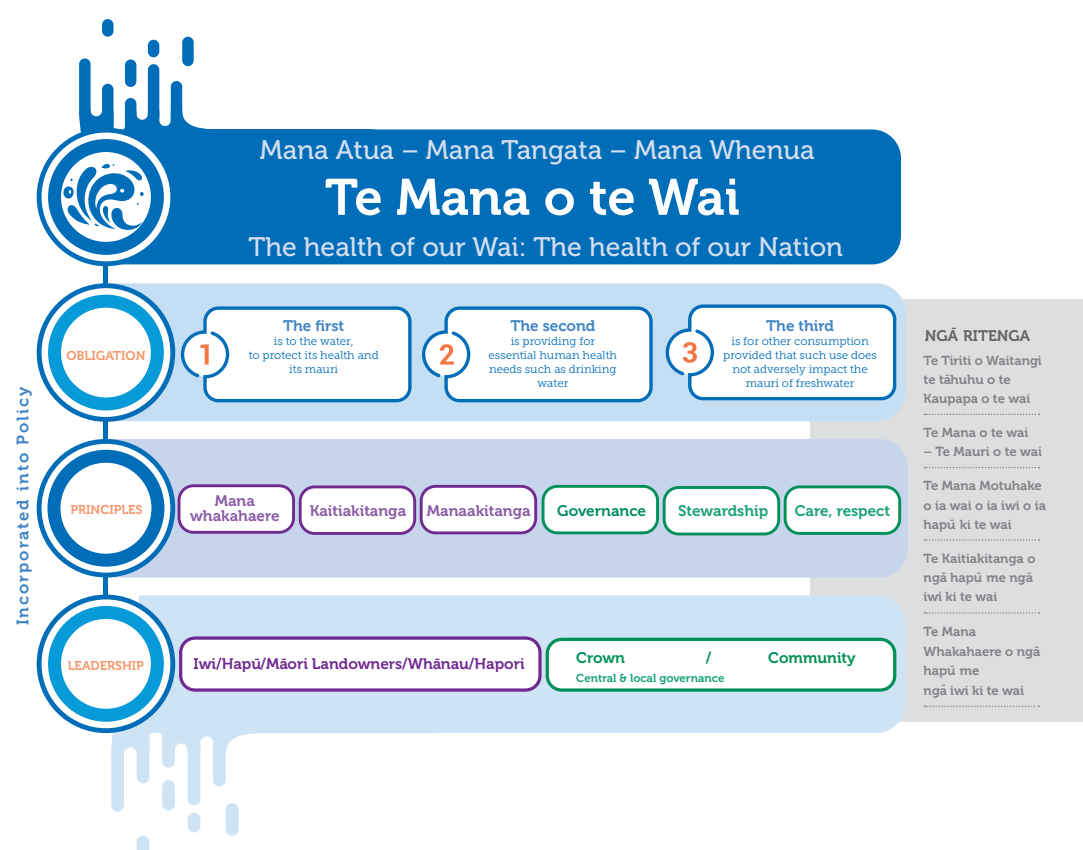 Mana Atua – Mana Tangata – Mana Whenua
Te Mana o te Wai
The health of our Wai: The health of our Nation
Incorporated into Policy
OBLIGATION
1
The first
is to the water,
to protect its health and
its mauri
2
The second
is providing for
essential human health
needs such as drinking
water
3
The third
is for other consumption
provided that such use does
not adversely impact the
mauri of freshwater
PRINCIPLES
Mana
whakahaere
Kaitiakitanga
Manaakitanga
Governance
Stewardship
Care, respect
LEADERSHIP
Iwi/Hapū/Māori Landowners/Whānau/Hapori
Crown / Community
Central & local governance
NGĀ RITENGA
Te Tiriti o Waitangi
te tāhuhu o te
Kaupapa o te wai
Te Mana o te wai
– Te Mauri o te wai
Te Mana Motuhake
o ia wai o ia iwi o ia
hapū ki te wai
Te Kaitiakitanga o
ngā hapū me ngā
iwi ki te wai
Te Mana
Whakahaere o ngā
hapū me
ngā iwi ki te wai